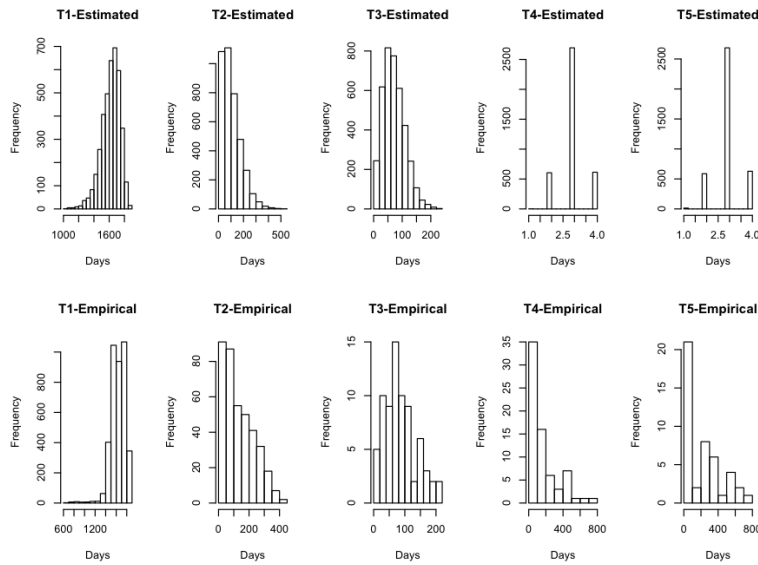 T1-Estimated
T2-Estimated
T3-Estimated
T4-Estimated
T5-Estimated
Frequency
0 100 300 500 700
1000 1600
Days
Frequency
0 200 400 600 800
0 200 500
Days
Frequency
0 200 400 600 800
0 100 200
Days
Frequency
0 500 1500 2500
1.0 2.5 4.0
Days
Frequency
0 500 1500 2500
1.0 2.5 4.0
Days
T1-Empirical
T2-Empirical
T3-Empirical
T4-Empirical
T5-Empirical
Frequency
0 200 400 600 800
600 1200
Days
Frequency
0 20 40 60 80
0 200 400
Days
Frequency
0 5 10 15
0 100 200
Days
Frequency
0 5 10 15 20 25 30 35
0 400 800
Days
Frequency
0 5 10 15 20
0 400 800
Days